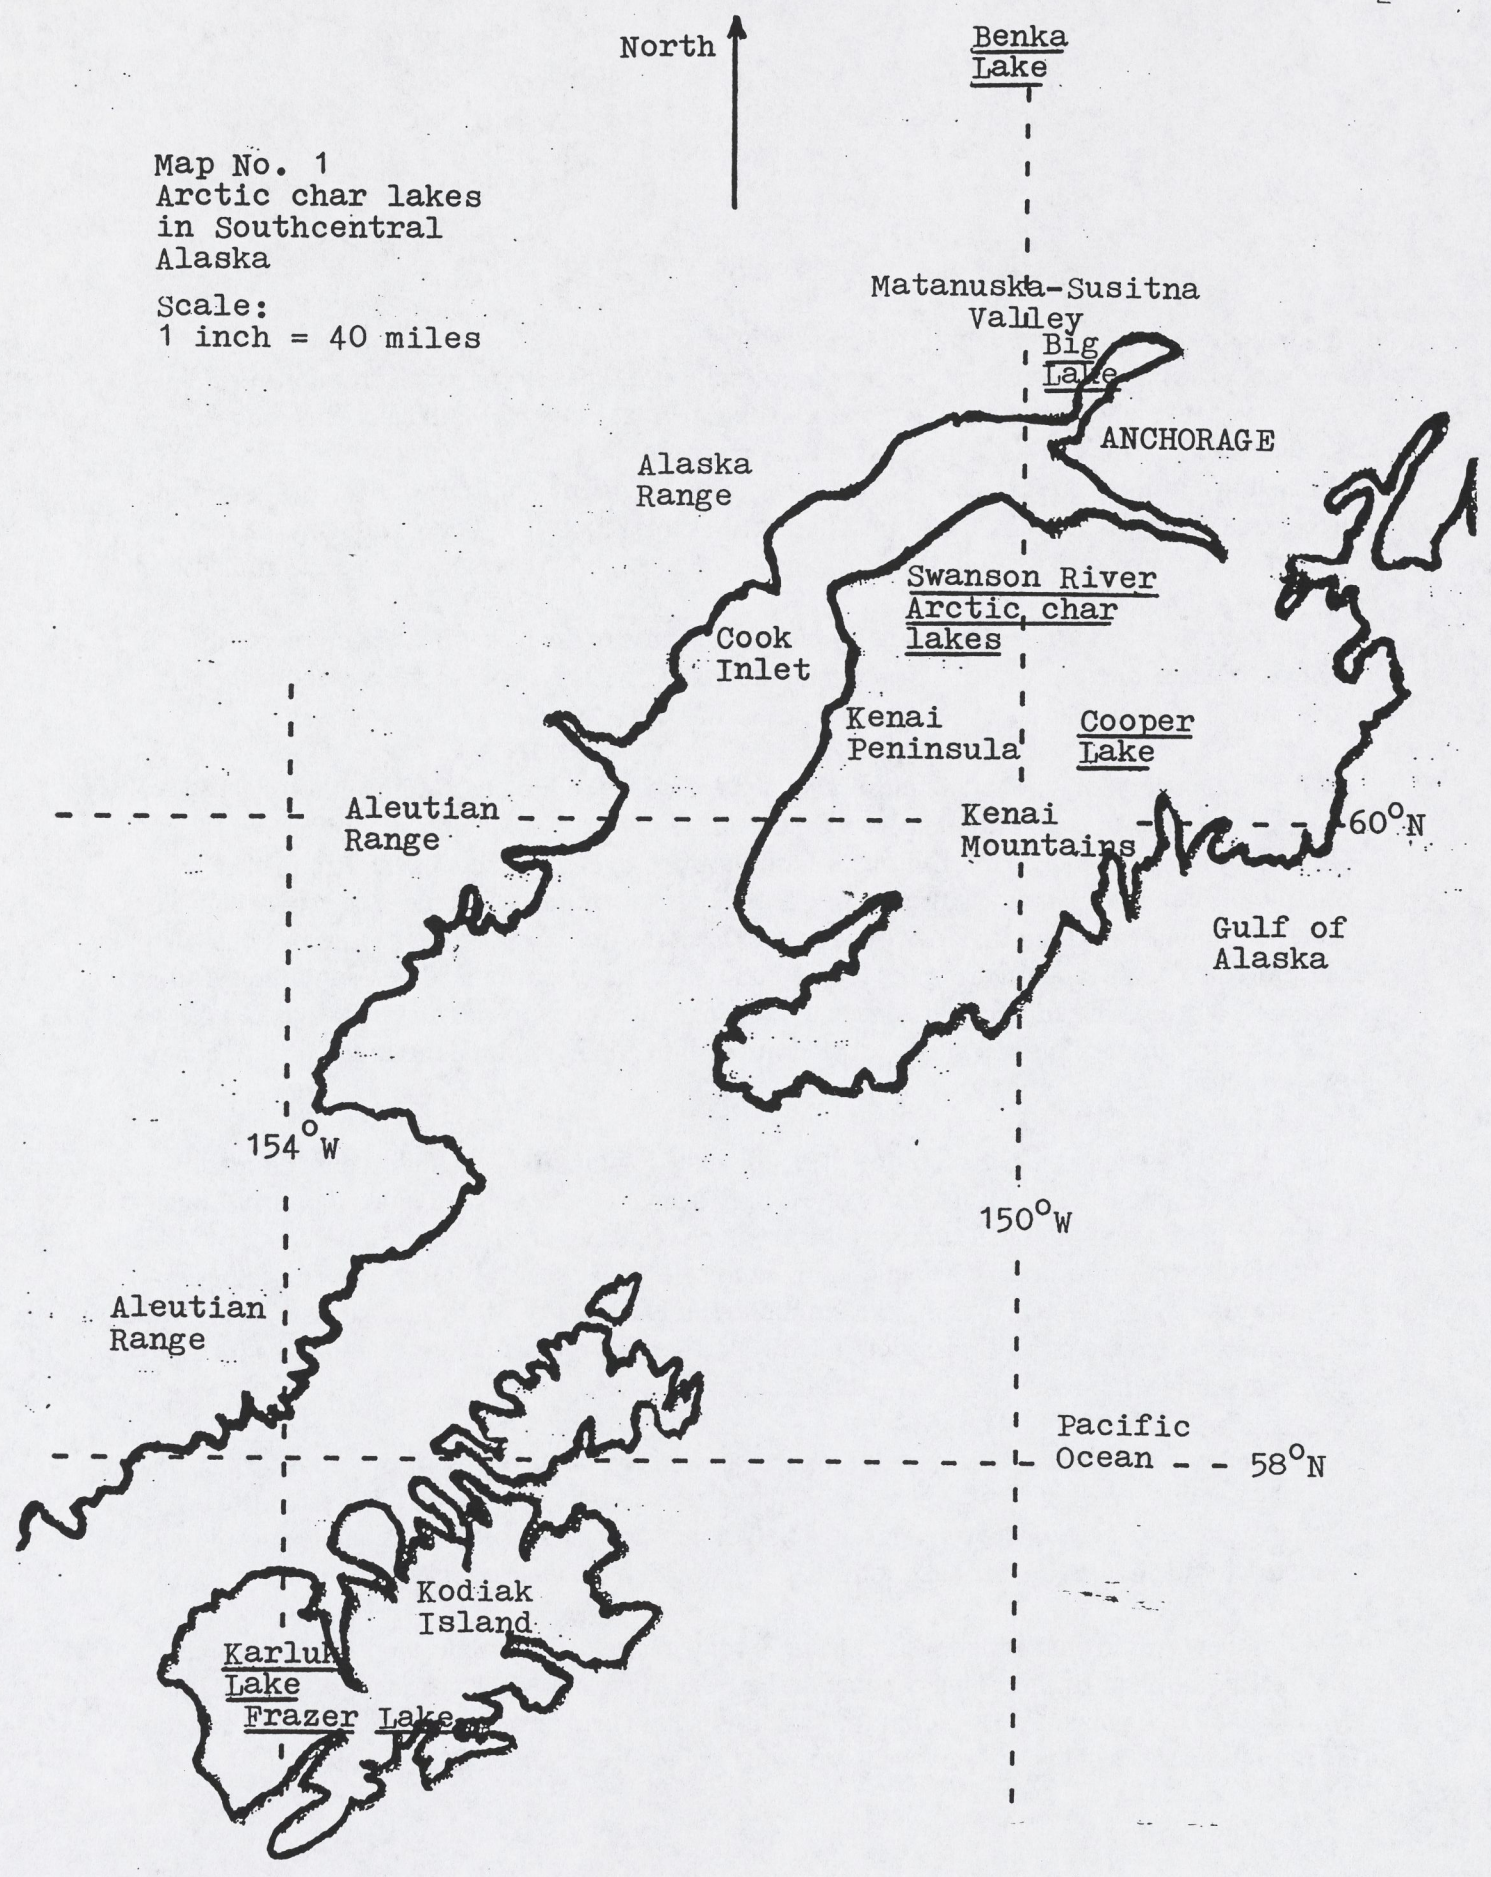 North
Benka
Lake
Map No. 1
Arctic char lakes
in Southcentral
Alaska
Scale:
1 inch = 40 miles
Matanuska-Susitna
Valley
Big
Lake
ANCHORAGE
Alaska
Range
Swanson River
Arctic char
lakes
Cook
Inlet
Kenai
Peninsula
Cooper
Lake
Aleutian
Range
Kenai
Mountains
60°N
Gulf of
Alaska
154°W
150°W
Aleutian
Range
Pacific
Ocean
58°N
Kodiak
Island
Karluk
Lake
Frazer Lake